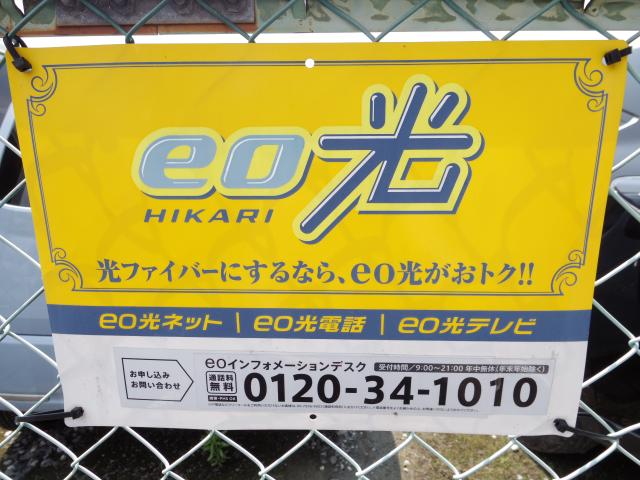 eo光
HIKARI
光ファイバーにするなら、eo光がおトク!!
eo光ネット | eo光電話 | eo光テレビ
お申し込み
お問い合わせ
eoインフォメーションデスク 受付時間／9:00~21:00 年中無休(年末年始除く)
通話料
無料
携帯・PHS OK
0120-34-1010